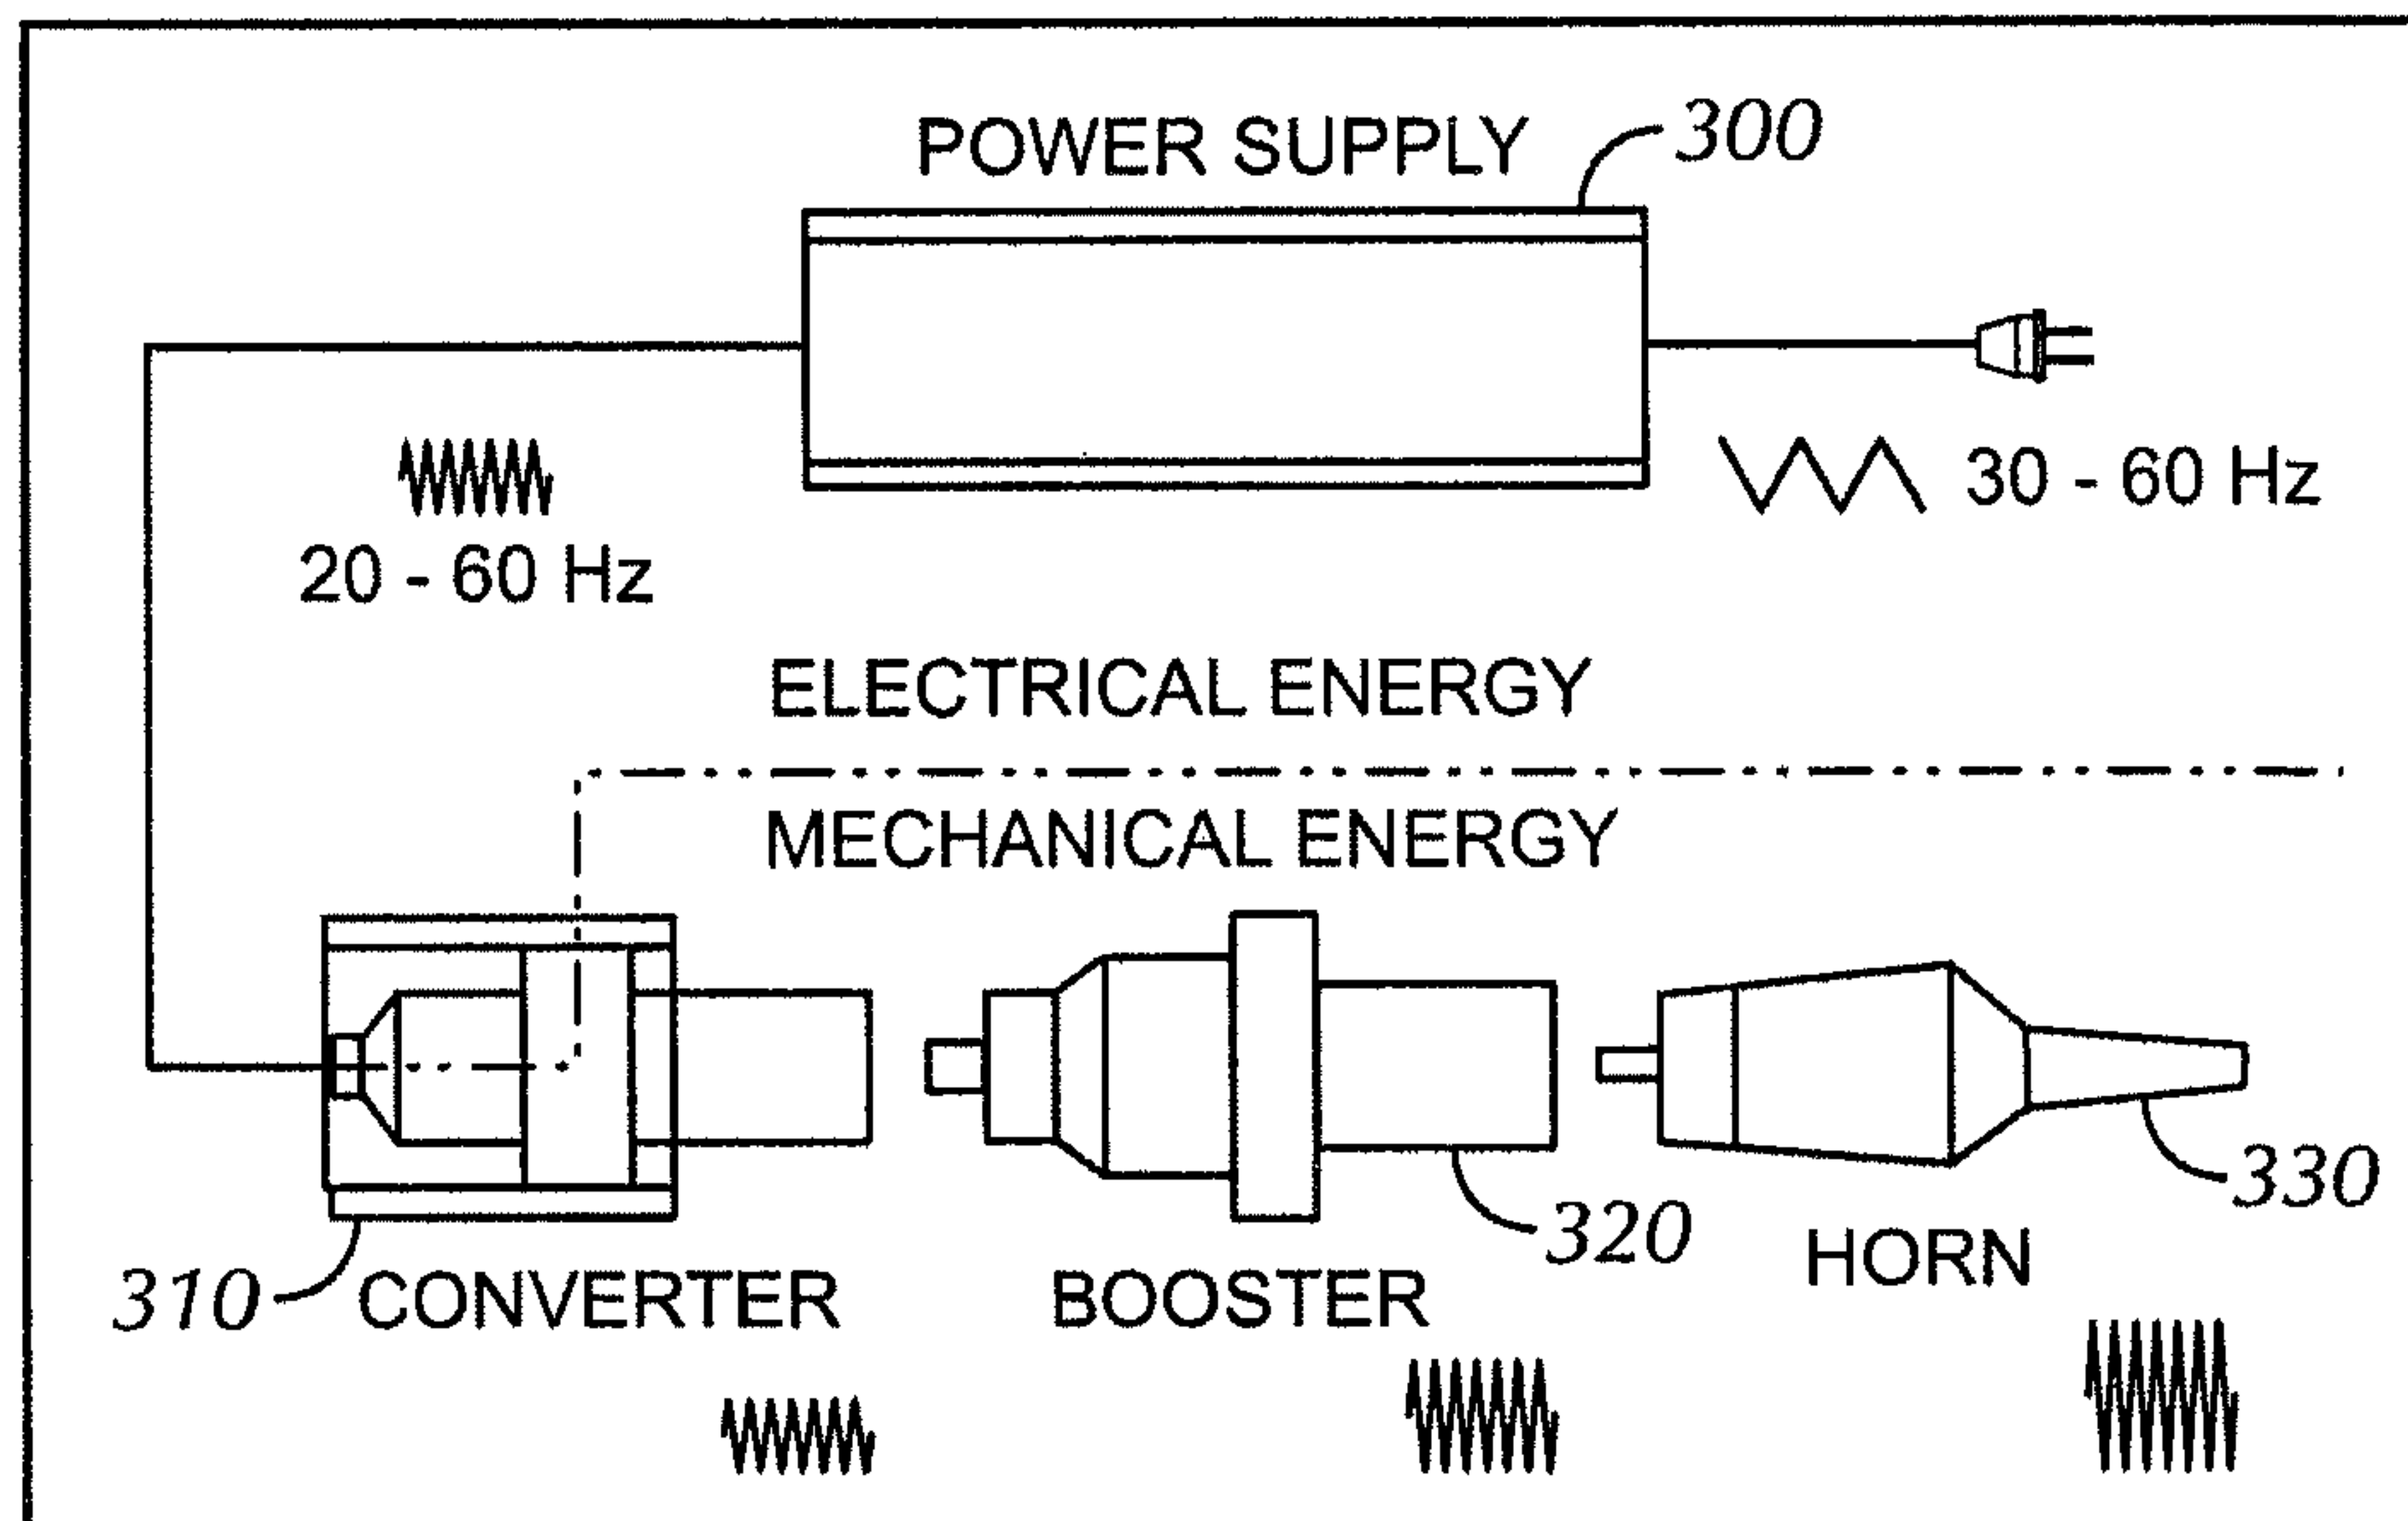 POWER SUPPLY 300
30 - 60 Hz
20 - 60 Hz
ELECTRICAL ENERGY
MECHANICAL ENERGY
330
320
HORN
310 CONVERTER
BOOSTER